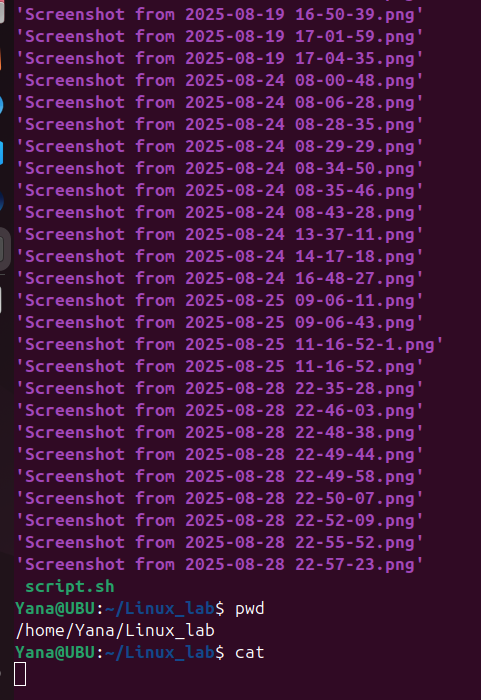 'Screenshot from 2025-08-19 16-50-39.png'
'Screenshot from 2025-08-19 17-01-59.png'
'Screenshot from 2025-08-19 17-04-35.png'
'Screenshot from 2025-08-24 08-00-48.png'
'Screenshot from 2025-08-24 08-06-28.png'
'Screenshot from 2025-08-24 08-28-35.png'
'Screenshot from 2025-08-24 08-29-29.png'
'Screenshot from 2025-08-24 08-34-50.png'
'Screenshot from 2025-08-24 08-35-46.png'
'Screenshot from 2025-08-24 08-43-28.png'
'Screenshot from 2025-08-24 13-37-11.png'
'Screenshot from 2025-08-24 14-17-18.png'
'Screenshot from 2025-08-24 16-48-27.png'
'Screenshot from 2025-08-25 09-06-11.png'
'Screenshot from 2025-08-25 09-06-43.png'
'Screenshot from 2025-08-25 11-16-52-1.png'
'Screenshot from 2025-08-25 11-16-52.png'
'Screenshot from 2025-08-28 22-35-28.png'
'Screenshot from 2025-08-28 22-46-03.png'
'Screenshot from 2025-08-28 22-48-38.png'
'Screenshot from 2025-08-28 22-49-44.png'
'Screenshot from 2025-08-28 22-49-58.png'
'Screenshot from 2025-08-28 22-50-07.png'
'Screenshot from 2025-08-28 22-52-09.png'
'Screenshot from 2025-08-28 22-55-52.png'
'Screenshot from 2025-08-28 22-57-23.png'
script.sh
Yana@UBU:~/Linux_lab$ pwd
/home/Yana/Linux_lab
Yana@UBU:~/Linux_lab$ cat